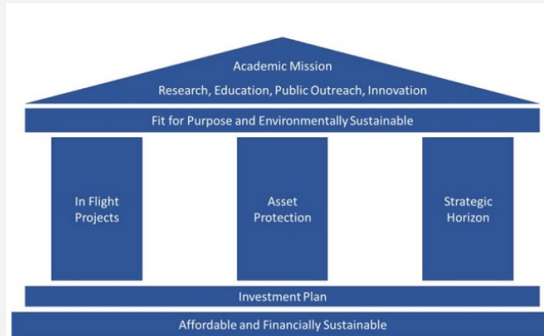 Academic Mission
Research, Education, Public Outreach, Innovation
Fit for Purpose and Environmentally Sustainable
In Flight
Projects
Asset
Protection
Strategic
Horizon
Investment Plan
Affordable and Financially Sustainable